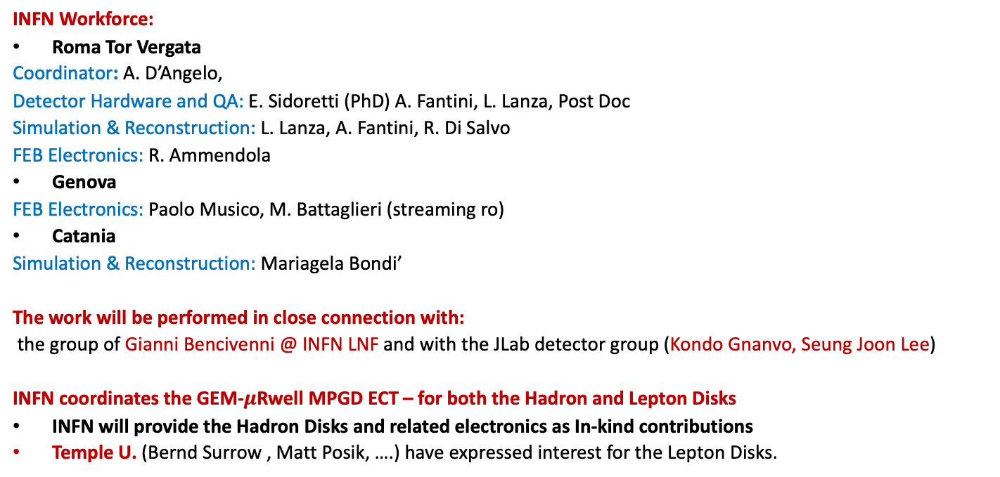 INFN Workforce:
• Roma Tor Vergata
Coordinator: A. D’Angelo,
Detector Hardware and QA: E. Sidoretti (PhD) A. Fantini, L. Lanza, Post Doc
Simulation & Reconstruction: L. Lanza, A. Fantini, R. Di Salvo
FEB Electronics: R. Ammendola
• Genova
FEB Electronics: Paolo Musico, M. Battaglieri (streaming ro)
• Catania
Simulation & Reconstruction: Mariagela Bondi’
The work will be performed in close connection with:
the group of Gianni Bencivenni @ INFN LNF and with the JLab detector group (Kondo Gnanvo, Seung Joon Lee)
INFN coordinates the GEM-𝝁Rwell MPGD ECT – for both the Hadron and Lepton Disks
• INFN will provide the Hadron Disks and related electronics as In-kind contributions
• Temple U. (Bernd Surrow , Matt Posik, ….) have expressed interest for the Lepton Disks.